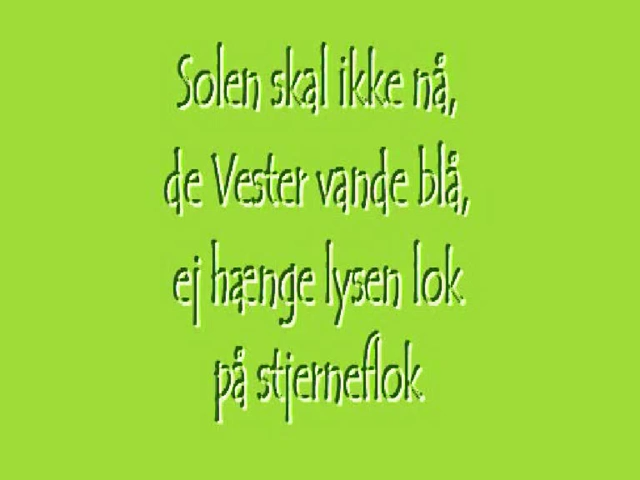 Solen skal ikke nå,
de Vester vande blå,
ej hænge lysen lok
på stjerneflok